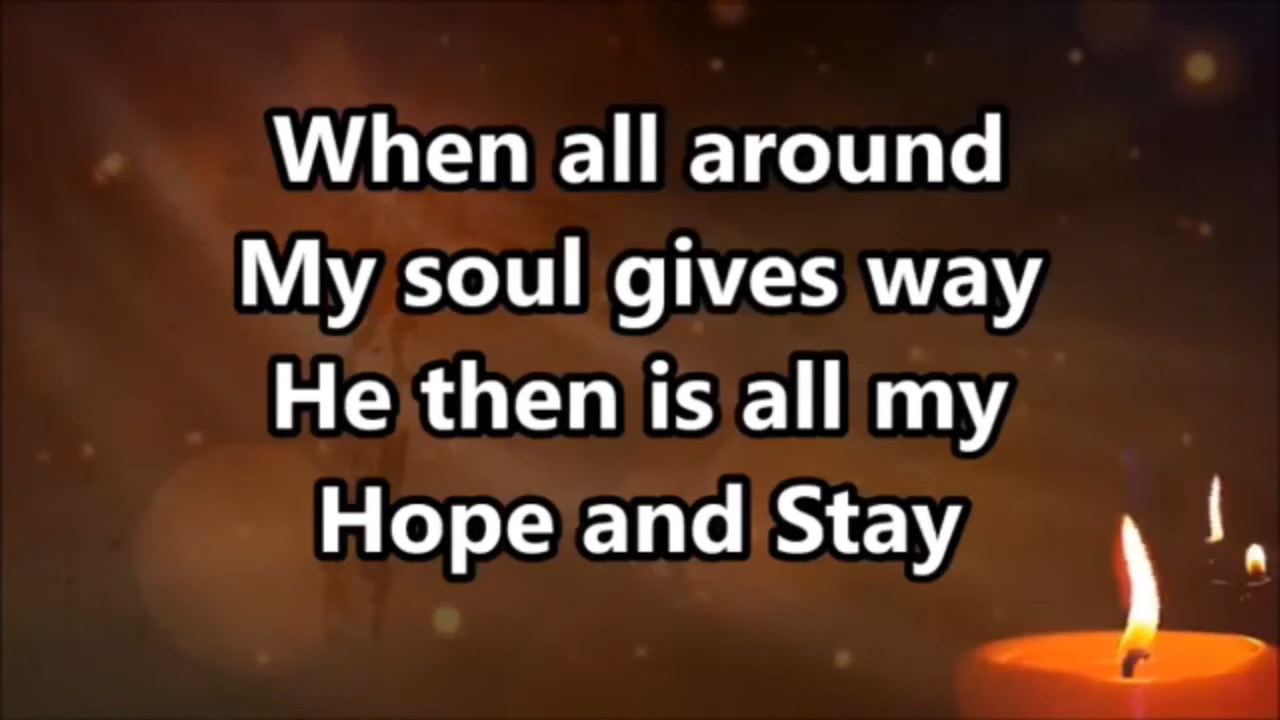 When all around
My soul gives way
He then is all my
Hope and Stay